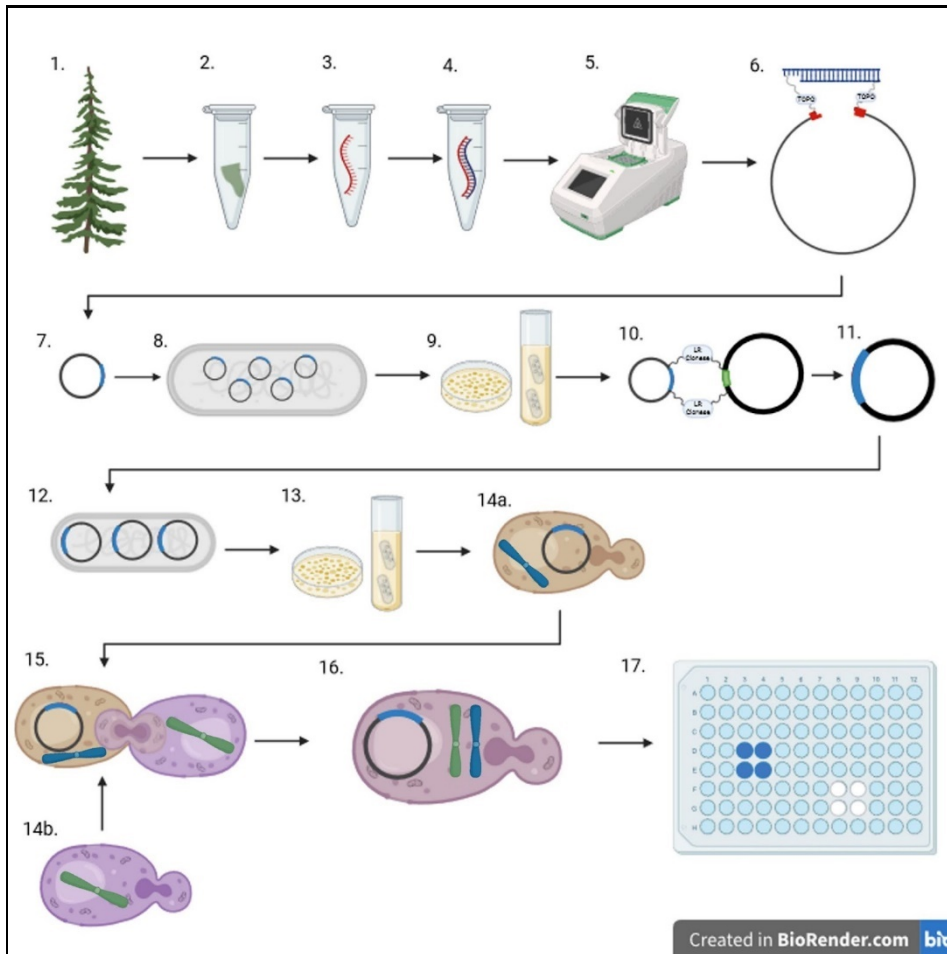 1.
2.
3.
4.
5.
6.
TOPO
TOPO
7.
8.
9.
10.
LR
Clonase
LR
Clonase
11.
12.
13.
14a.
15.
16.
17.
1 2 3 4 5 6 7 8 9 10 11 12
A
B
C
D
E
F
G
H
14b.
Created in BioRender.com bio